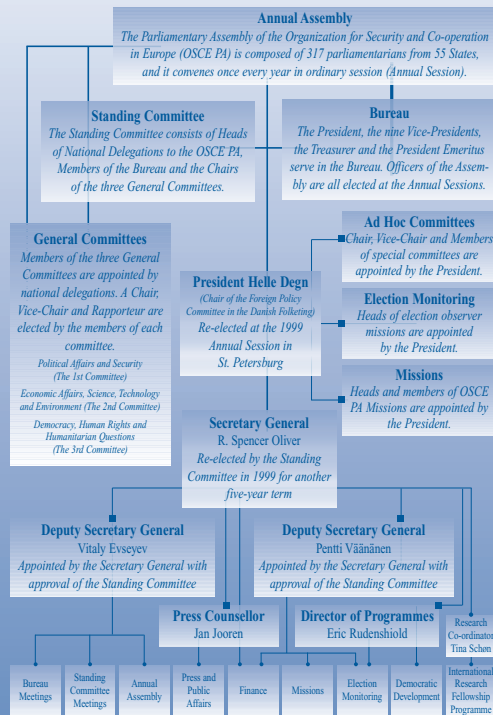 Annual Assembly
The Parliamentary Assembly of the Organization for Security and Co-operation
in Europe (OSCE PA) is composed of 317 parliamentarians from 55 States,
and it convenes once every year in ordinary session (Annual Session).
Standing Committee
The Standing Committee consists of Heads
of National Delegations to the OSCE PA,
Members of the Bureau and the Chairs
of the three General Committees.
Bureau
The President, the nine Vice-Presidents,
the Treasurer and the President Emeritus
serve in the Bureau. Officers of the Assem-
bly are all elected at the Annual Sessions.
General Committees
Members of the three General
Committees are appointed by
national delegations. A Chair,
Vice-Chair and Rapporteur are
elected by the members of each
committee.
Political Affairs and Security
(The 1st Committee)
Economic Affairs, Science, Technology
and Environment (The 2nd Committee)
Democracy, Human Rights and
Humanitarian Questions
(The 3rd Committee)
President Helle Degn
(Chair of the Foreign Policy
Committee in the Danish Folketing)
Re-elected at the 1999
Annual Session in
St. Petersburg
Ad Hoc Committees
Chair, Vice-Chair and Members
of special committees are
appointed by the President.
Election Monitoring
Heads of election observer
missions are appointed
by the President.
Missions
Heads and members of OSCE
PA Missions are appointed by
the President.
Secretary General
R. Spencer Oliver
Re-elected by the Standing
Committee in 1999 for another
five-year term
Deputy Secretary General
Vitaly Evseyev
Appointed by the Secretary General with
approval of the Standing Committee
Deputy Secretary General
Pentti Väänänen
Appointed by the Secretary General with
approval of the Standing Committee
Press Counsellor
Jan Jooren
Director of Programmes
Eric Rudenshiold
Research
Co-ordinator
Tina Schøn
Bureau
Meetings
Standing
Committee
Meetings
Annual
Assembly
Press and
Public
Affairs
Finance
Missions
Election
Monitoring
Democratic
Development
International
Research
Fellowship
Programme